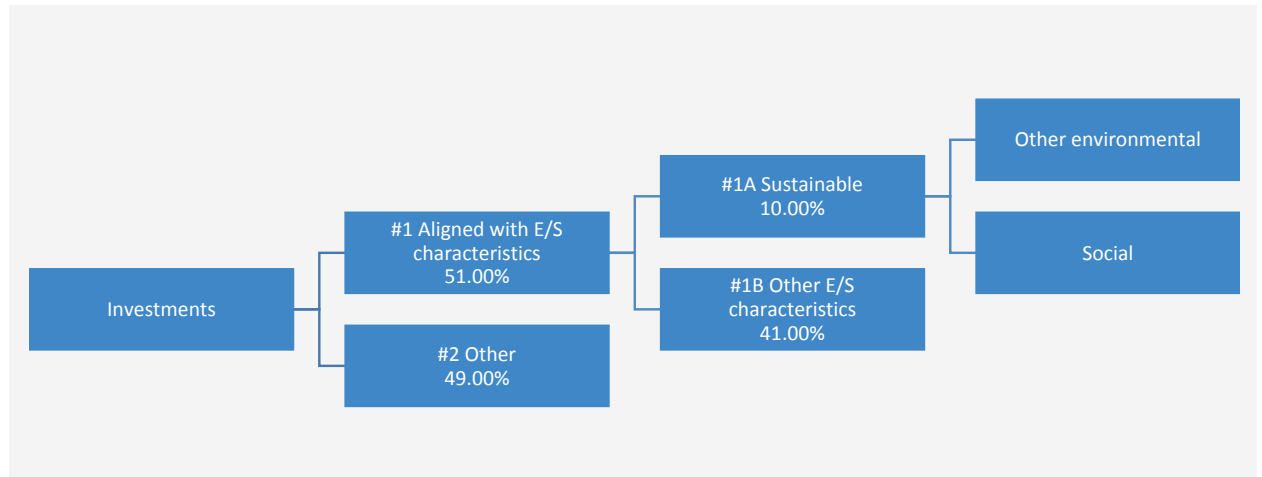 Investments
#1 Aligned with E/S
characteristics
51.00%
#2 Other
49.00%
#1A Sustainable
10.00%
#1B Other E/S
characteristics
41.00%
Other environmental
Social